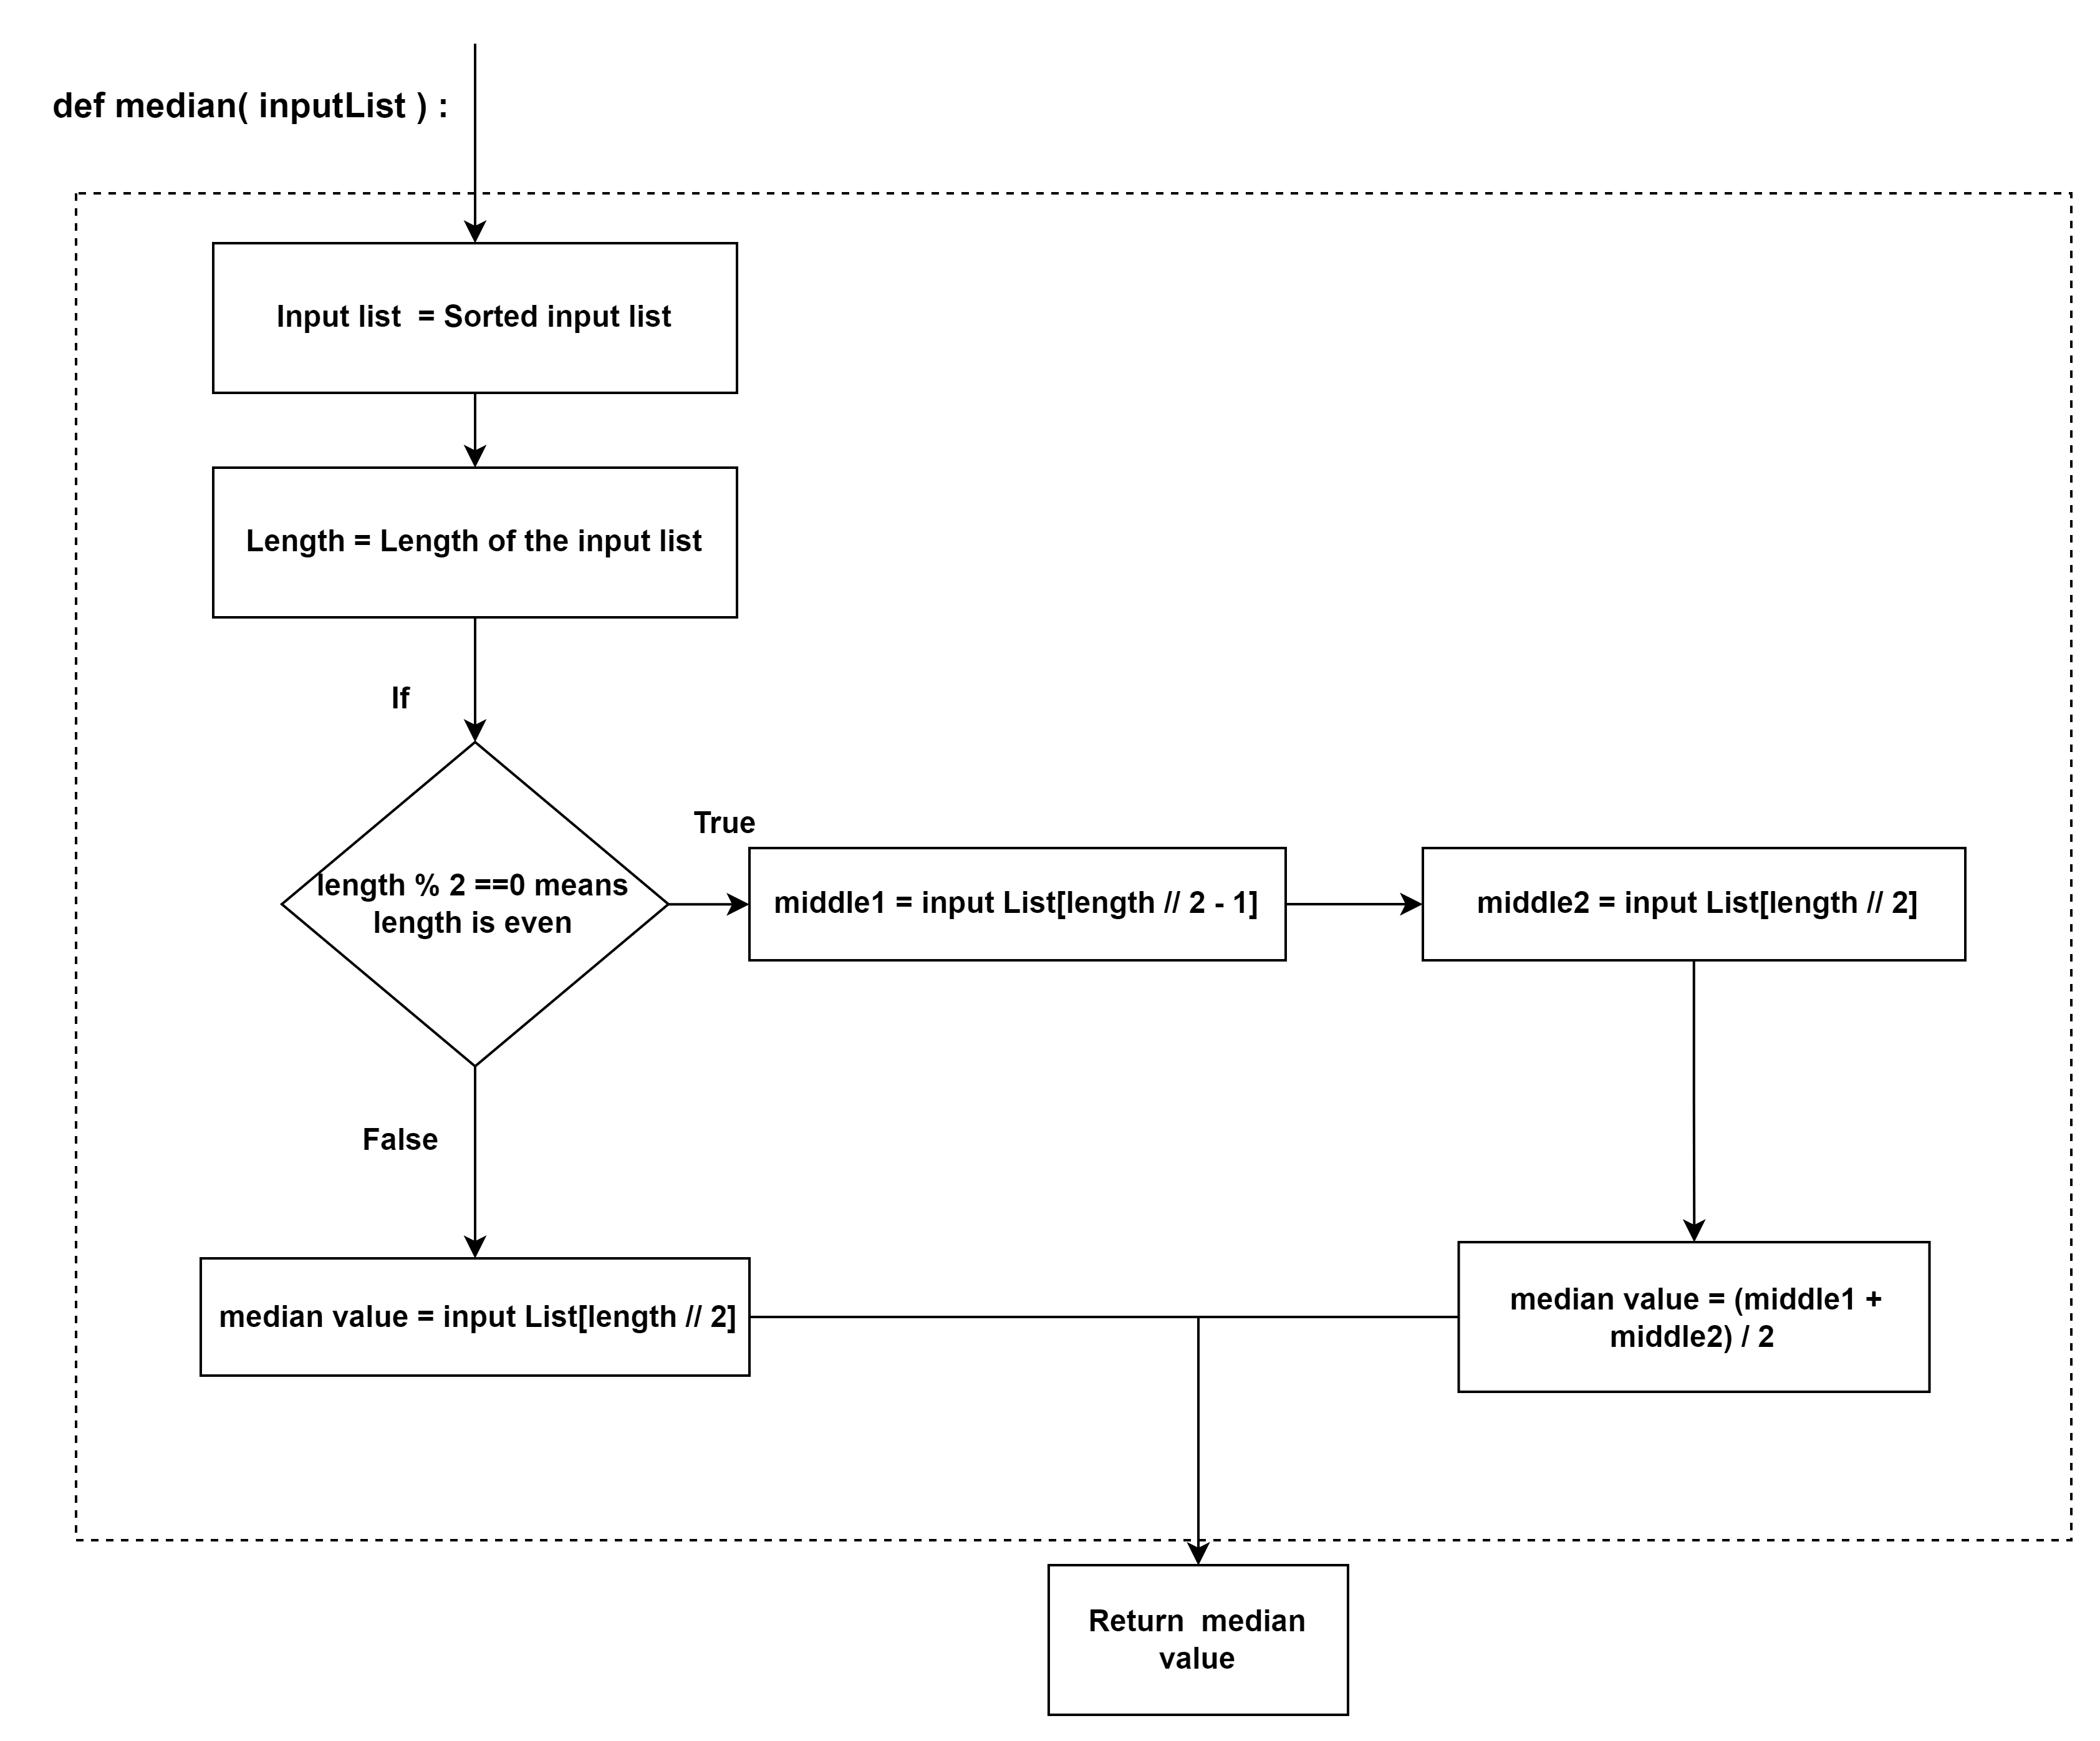 def median( inputList ) :
Input list  = Sorted input list
Length = Length of the input list
If
True
length % 2 ==0 means
length is even
middle1 = input List[length // 2 - 1]
middle2 = input List[length // 2]
False
median value = input List[length // 2]
median value = (middle1 +
middle2) / 2
Return  median
value